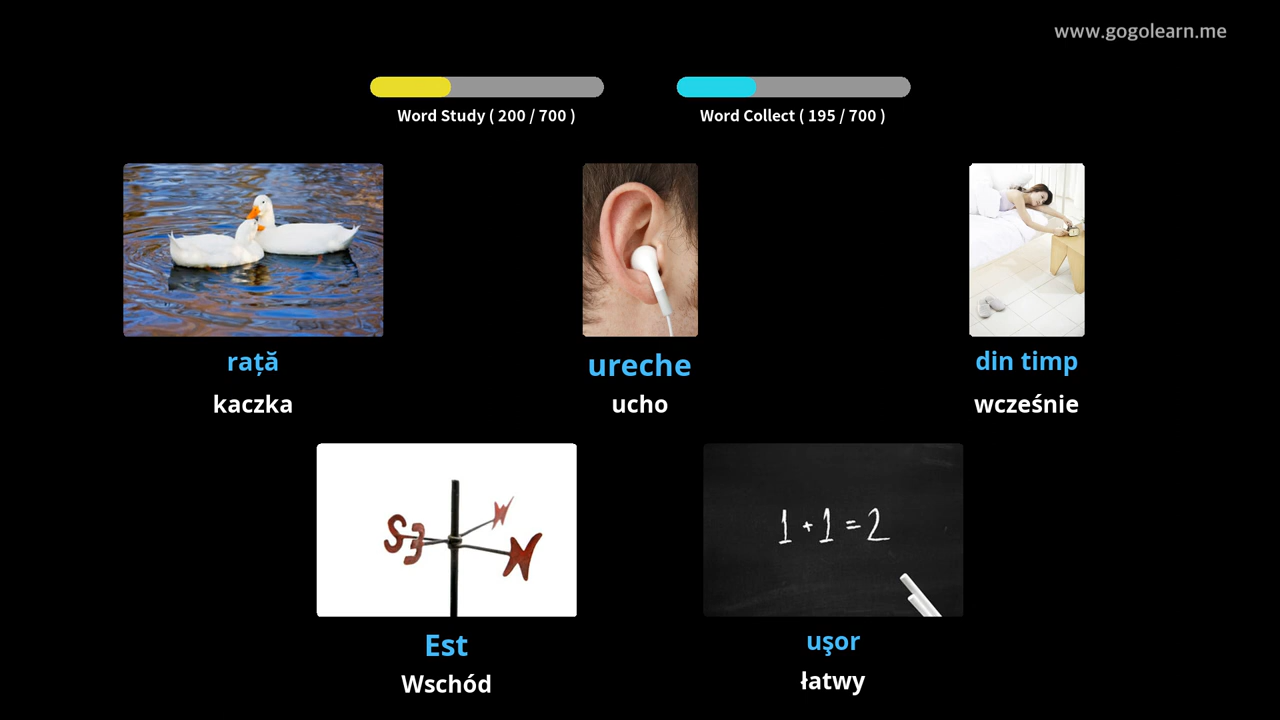 www.gogolearn.me
Word Study ( 200 / 700 )
Word Collect ( 195 / 700 )
rață
kaczka
ureche
ucho
din timp
wcześnie
S E N W
Est
Wschód
1 + 1 = 2
uşor
łatwy